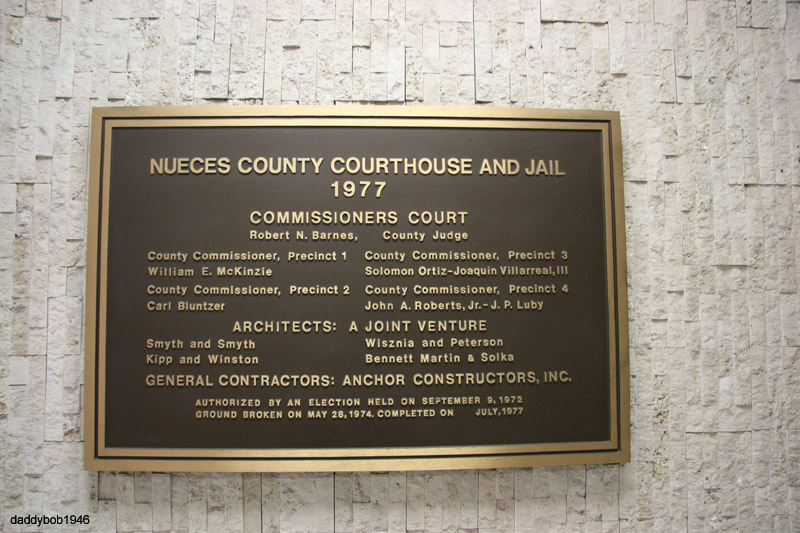 NUECES COUNTY COURTHOUSE AND JAIL
1977
COMMISSIONERS COURT
Robert N. Barnes, County Judge
County Commissioner, Precinct 1 County Commissioner, Precinct 3
William E. McKinzie Solomon Ortiz-Joaquin Villarreal, III
County Commissioner, Precinct 2 County Commissioner, Precinct 4
Carl Bluntzer John A. Roberts, Jr. - J. P. Luby
ARCHITECTS: A JOINT VENTURE
Smyth and Smyth Wisznia and Peterson
Kipp and Winston Bennett Martin & Solka
GENERAL CONTRACTORS: ANCHOR CONSTRUCTORS, INC.
AUTHORIZED BY AN ELECTION HELD ON SEPTEMBER 9, 1972
GROUND BROKEN ON MAY 28, 1974. COMPLETED ON JULY, 1977
daddybob1946